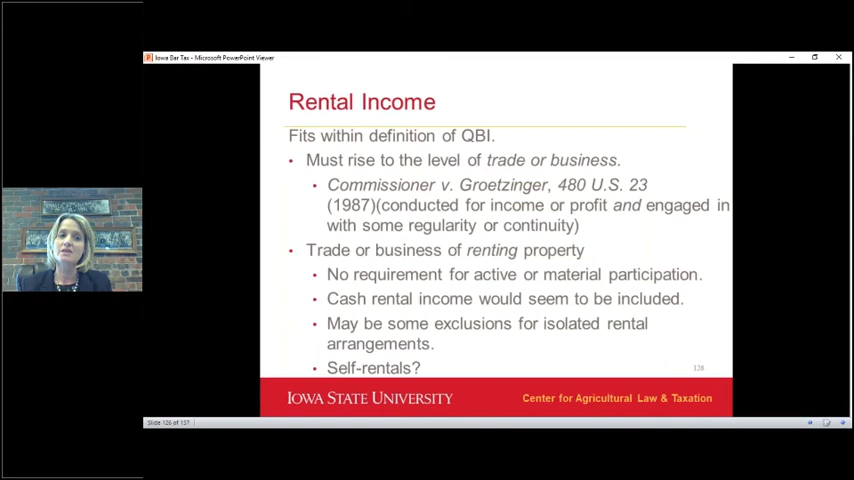 Iowa Bar Tax - Microsoft PowerPoint Viewer
Rental Income
Fits within definition of QBI.
• Must rise to the level of trade or business.
• Commissioner v. Groetzinger, 480 U.S. 23
(1987)(conducted for income or profit and engaged in
with some regularity or continuity)
• Trade or business of renting property
• No requirement for active or material participation.
• Cash rental income would seem to be included.
• May be some exclusions for isolated rental
arrangements.
• Self-rentals?
128
IOWA STATE UNIVERSITY
Center for Agricultural Law & Taxation
Slide 126 of 157